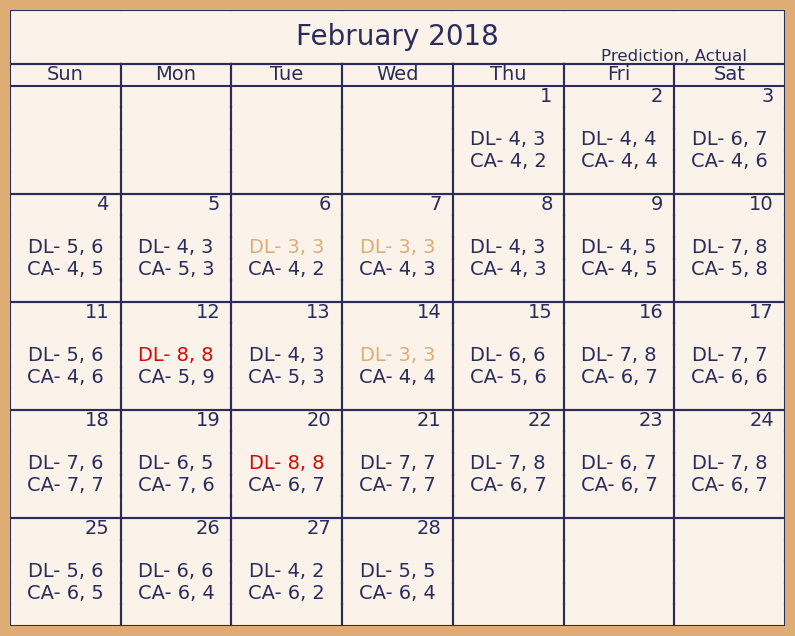 February 2018
Prediction, Actual
Sun Mon Tue Wed Thu Fri Sat
1 2 3
DL- 4, 3 DL- 4, 4 DL- 6, 7
CA- 4, 2 CA- 4, 4 CA- 4, 6
4 5 6 7 8 9 10
DL- 5, 6 DL- 4, 3 DL- 3, 3 DL- 3, 3 DL- 4, 3 DL- 4, 5 DL- 7, 8
CA- 4, 5 CA- 5, 3 CA- 4, 2 CA- 4, 3 CA- 4, 3 CA- 4, 5 CA- 5, 8
11 12 13 14 15 16 17
DL- 5, 6 DL- 8, 8 DL- 4, 3 DL- 3, 3 DL- 6, 6 DL- 7, 8 DL- 7, 7
CA- 4, 6 CA- 5, 9 CA- 5, 3 CA- 4, 4 CA- 5, 6 CA- 6, 7 CA- 6, 6
18 19 20 21 22 23 24
DL- 7, 6 DL- 6, 5 DL- 8, 8 DL- 7, 7 DL- 7, 8 DL- 6, 7 DL- 7, 8
CA- 7, 7 CA- 7, 6 CA- 6, 7 CA- 7, 7 CA- 6, 7 CA- 6, 7 CA- 6, 7
25 26 27 28
DL- 5, 6 DL- 6, 6 DL- 4, 2 DL- 5, 5
CA- 6, 5 CA- 6, 4 CA- 6, 2 CA- 6, 4